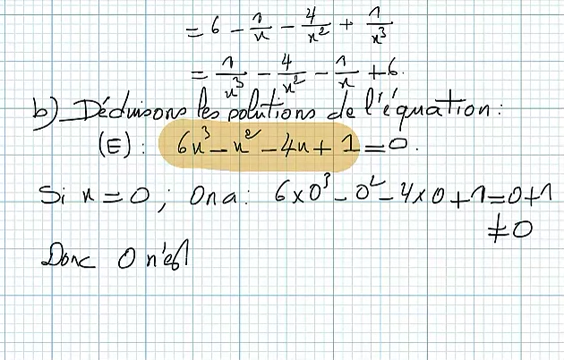 = 6 - 1/x - 4/x² + 1/x³
= 1/x³ - 4/x² - 1/x + 6.
b) Déduisons les solutions de l'équation:
(E): 6x³ - x² - 4x + 1 = 0.
Si x = 0 ; On a: 6×0³ - 0² - 4×0 + 1 = 0 + 1
≠ 0
Donc 0 n'est